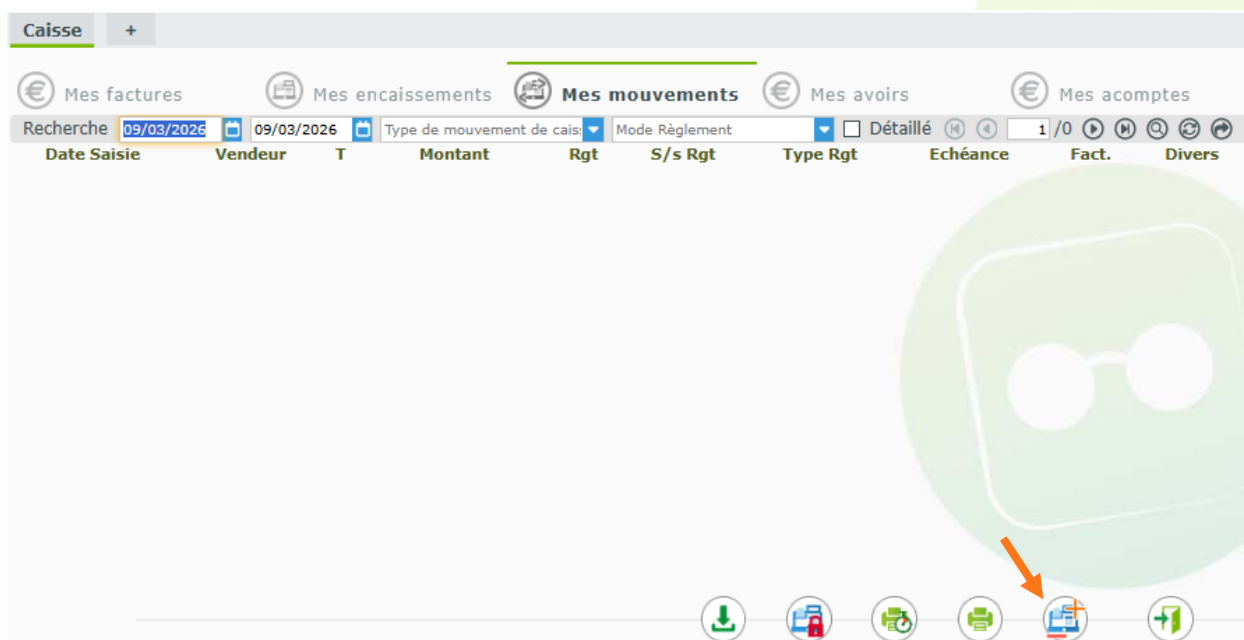 Caisse +
Mes factures Mes encaissements Mes mouvements Mes avoirs Mes acomptes
Recherche 09/03/2026 09/03/2026 Type de mouvement de cais: Mode Règlement Détaillé 1 /0
Date Saisie Vendeur T Montant Rgt S/s Rgt Type Rgt Echéance Fact. Divers